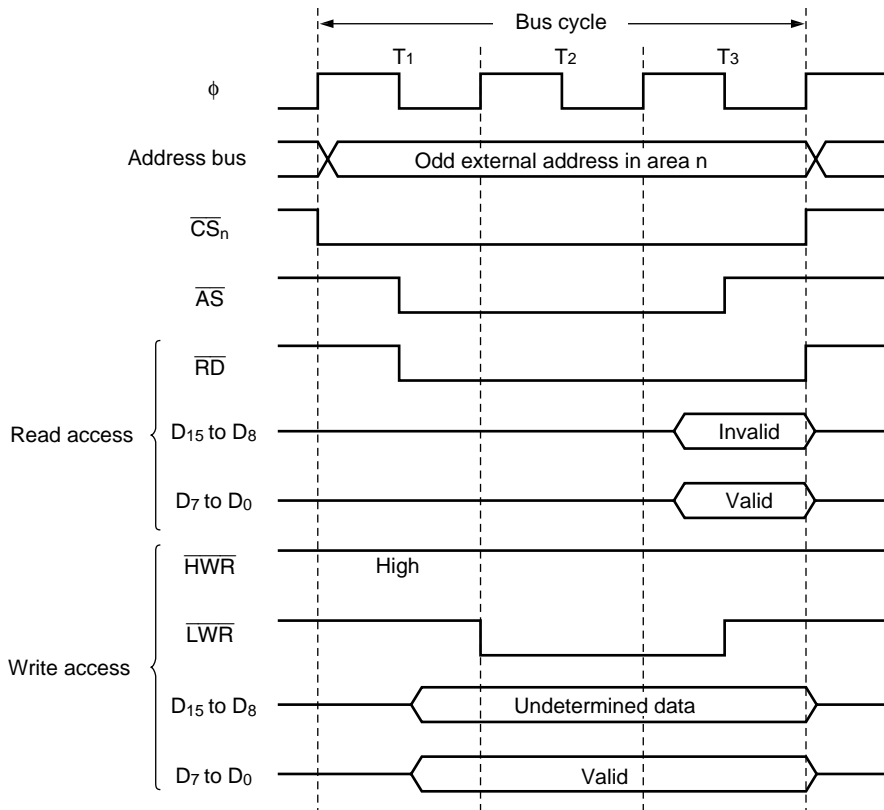 Bus cycle
T1 T2 T3
ϕ
Address bus Odd external address in area n
CSn
AS
Read access
RD
D15 to D8 Invalid
D7 to D0 Valid
Write access
HWR High
LWR
D15 to D8 Undetermined data
D7 to D0 Valid